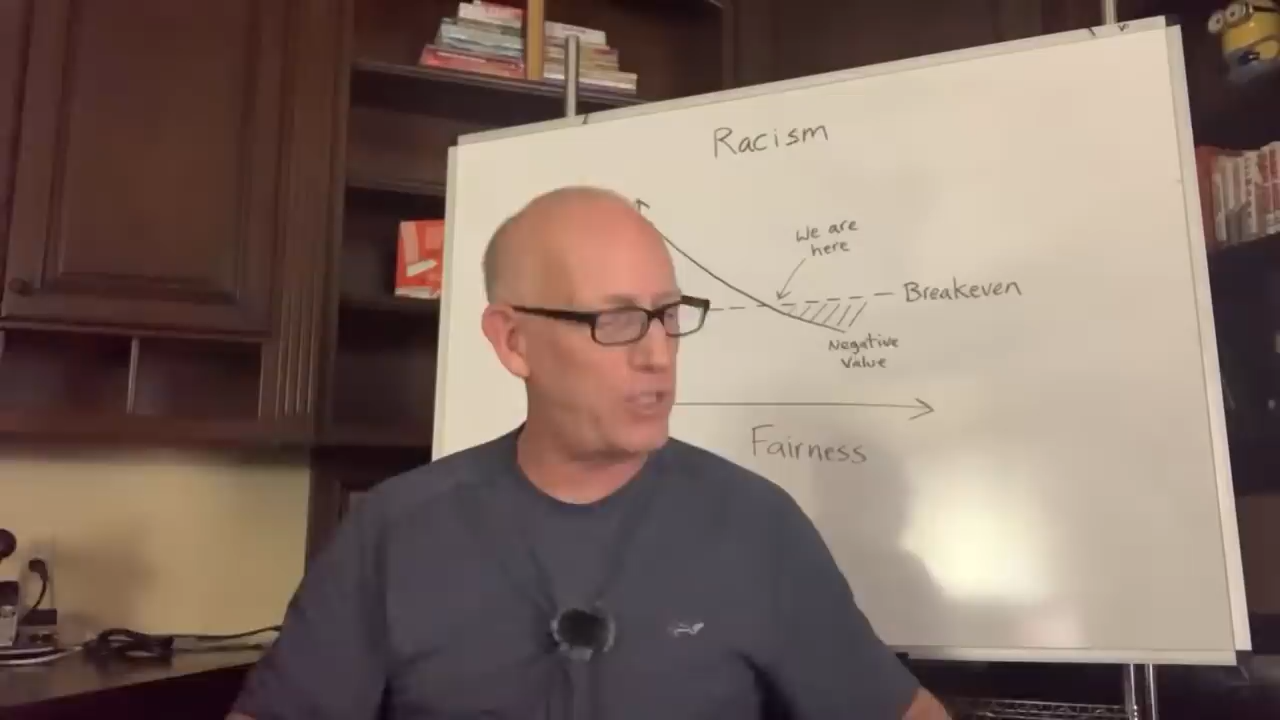 Racism
We are
here
Breakeven
Negative
Value
Fairness